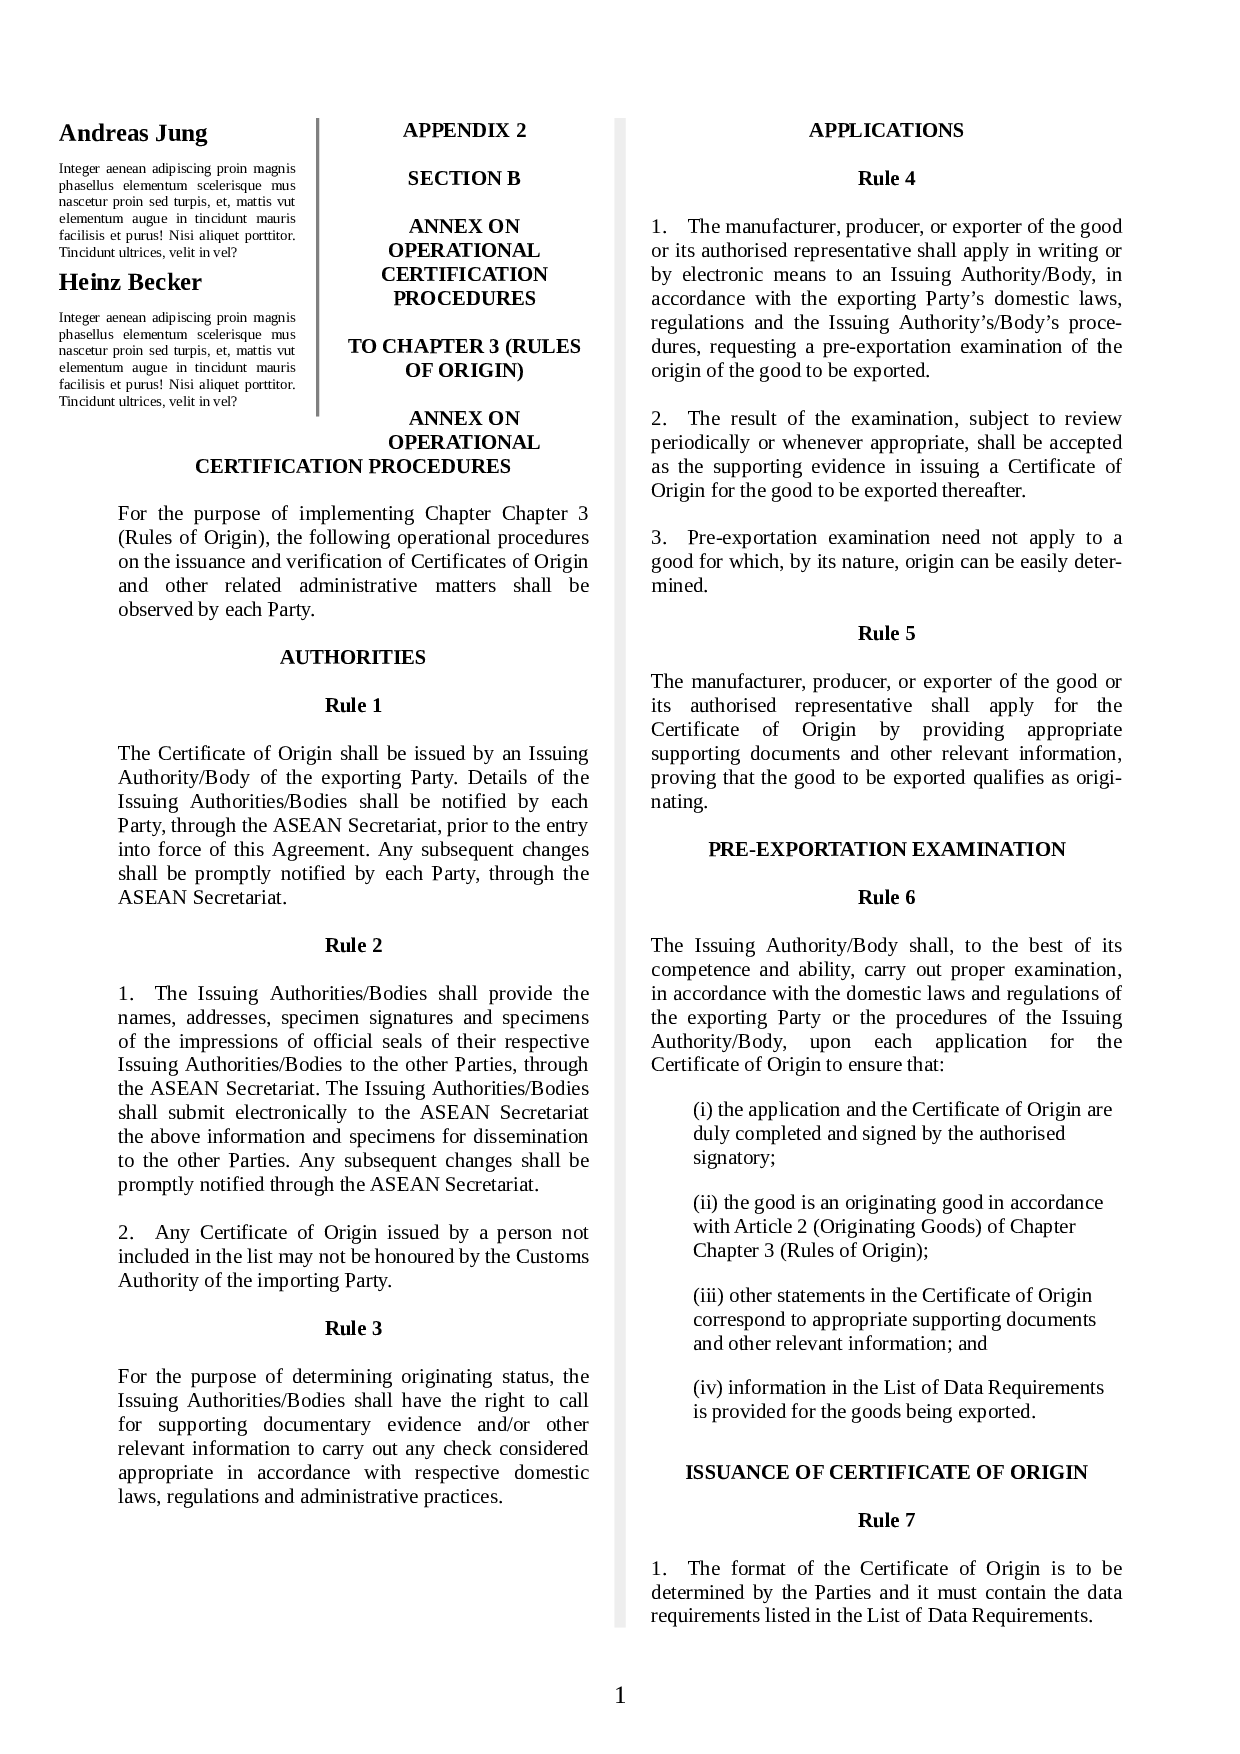 Andreas Jung
Integer aenean adipiscing proin magnis
phasellus elementum scelerisque mus
nascetur proin sed turpis, et, mattis vut
elementum augue in tincidunt mauris
facilisis et purus! Nisi aliquet porttitor.
Tincidunt ultrices, velit in vel?
Heinz Becker
Integer aenean adipiscing proin magnis
phasellus elementum scelerisque mus
nascetur proin sed turpis, et, mattis vut
elementum augue in tincidunt mauris
facilisis et purus! Nisi aliquet porttitor.
Tincidunt ultrices, velit in vel?
APPENDIX 2
SECTION B
ANNEX ON
OPERATIONAL
CERTIFICATION
PROCEDURES
TO CHAPTER 3 (RULES
OF ORIGIN)
ANNEX ON
OPERATIONAL
CERTIFICATION PROCEDURES
For the purpose of implementing Chapter Chapter 3
(Rules of Origin), the following operational procedures
on the issuance and verification of Certificates of Origin
and other related administrative matters shall be
observed by each Party.
AUTHORITIES
Rule 1
The Certificate of Origin shall be issued by an Issuing
Authority/Body of the exporting Party. Details of the
Issuing Authorities/Bodies shall be notified by each
Party, through the ASEAN Secretariat, prior to the entry
into force of this Agreement. Any subsequent changes
shall be promptly notified by each Party, through the
ASEAN Secretariat.
Rule 2
1. The Issuing Authorities/Bodies shall provide the
names, addresses, specimen signatures and specimens
of the impressions of official seals of their respective
Issuing Authorities/Bodies to the other Parties, through
the ASEAN Secretariat. The Issuing Authorities/Bodies
shall submit electronically to the ASEAN Secretariat
the above information and specimens for dissemination
to the other Parties. Any subsequent changes shall be
promptly notified through the ASEAN Secretariat.
2. Any Certificate of Origin issued by a person not
included in the list may not be honoured by the Customs
Authority of the importing Party.
Rule 3
For the purpose of determining originating status, the
Issuing Authorities/Bodies shall have the right to call
for supporting documentary evidence and/or other
relevant information to carry out any check considered
appropriate in accordance with respective domestic
laws, regulations and administrative practices.
APPLICATIONS
Rule 4
1. The manufacturer, producer, or exporter of the good
or its authorised representative shall apply in writing or
by electronic means to an Issuing Authority/Body, in
accordance with the exporting Party’s domestic laws,
regulations and the Issuing Authority’s/Body’s proce-
dures, requesting a pre-exportation examination of the
origin of the good to be exported.
2. The result of the examination, subject to review
periodically or whenever appropriate, shall be accepted
as the supporting evidence in issuing a Certificate of
Origin for the good to be exported thereafter.
3. Pre-exportation examination need not apply to a
good for which, by its nature, origin can be easily deter-
mined.
Rule 5
The manufacturer, producer, or exporter of the good or
its authorised representative shall apply for the
Certificate of Origin by providing appropriate
supporting documents and other relevant information,
proving that the good to be exported qualifies as origi-
nating.
PRE-EXPORTATION EXAMINATION
Rule 6
The Issuing Authority/Body shall, to the best of its
competence and ability, carry out proper examination,
in accordance with the domestic laws and regulations of
the exporting Party or the procedures of the Issuing
Authority/Body, upon each application for the
Certificate of Origin to ensure that:
(i) the application and the Certificate of Origin are
duly completed and signed by the authorised
signatory;
(ii) the good is an originating good in accordance
with Article 2 (Originating Goods) of Chapter
Chapter 3 (Rules of Origin);
(iii) other statements in the Certificate of Origin
correspond to appropriate supporting documents
and other relevant information; and
(iv) information in the List of Data Requirements
is provided for the goods being exported.
ISSUANCE OF CERTIFICATE OF ORIGIN
Rule 7
1. The format of the Certificate of Origin is to be
determined by the Parties and it must contain the data
requirements listed in the List of Data Requirements.
1